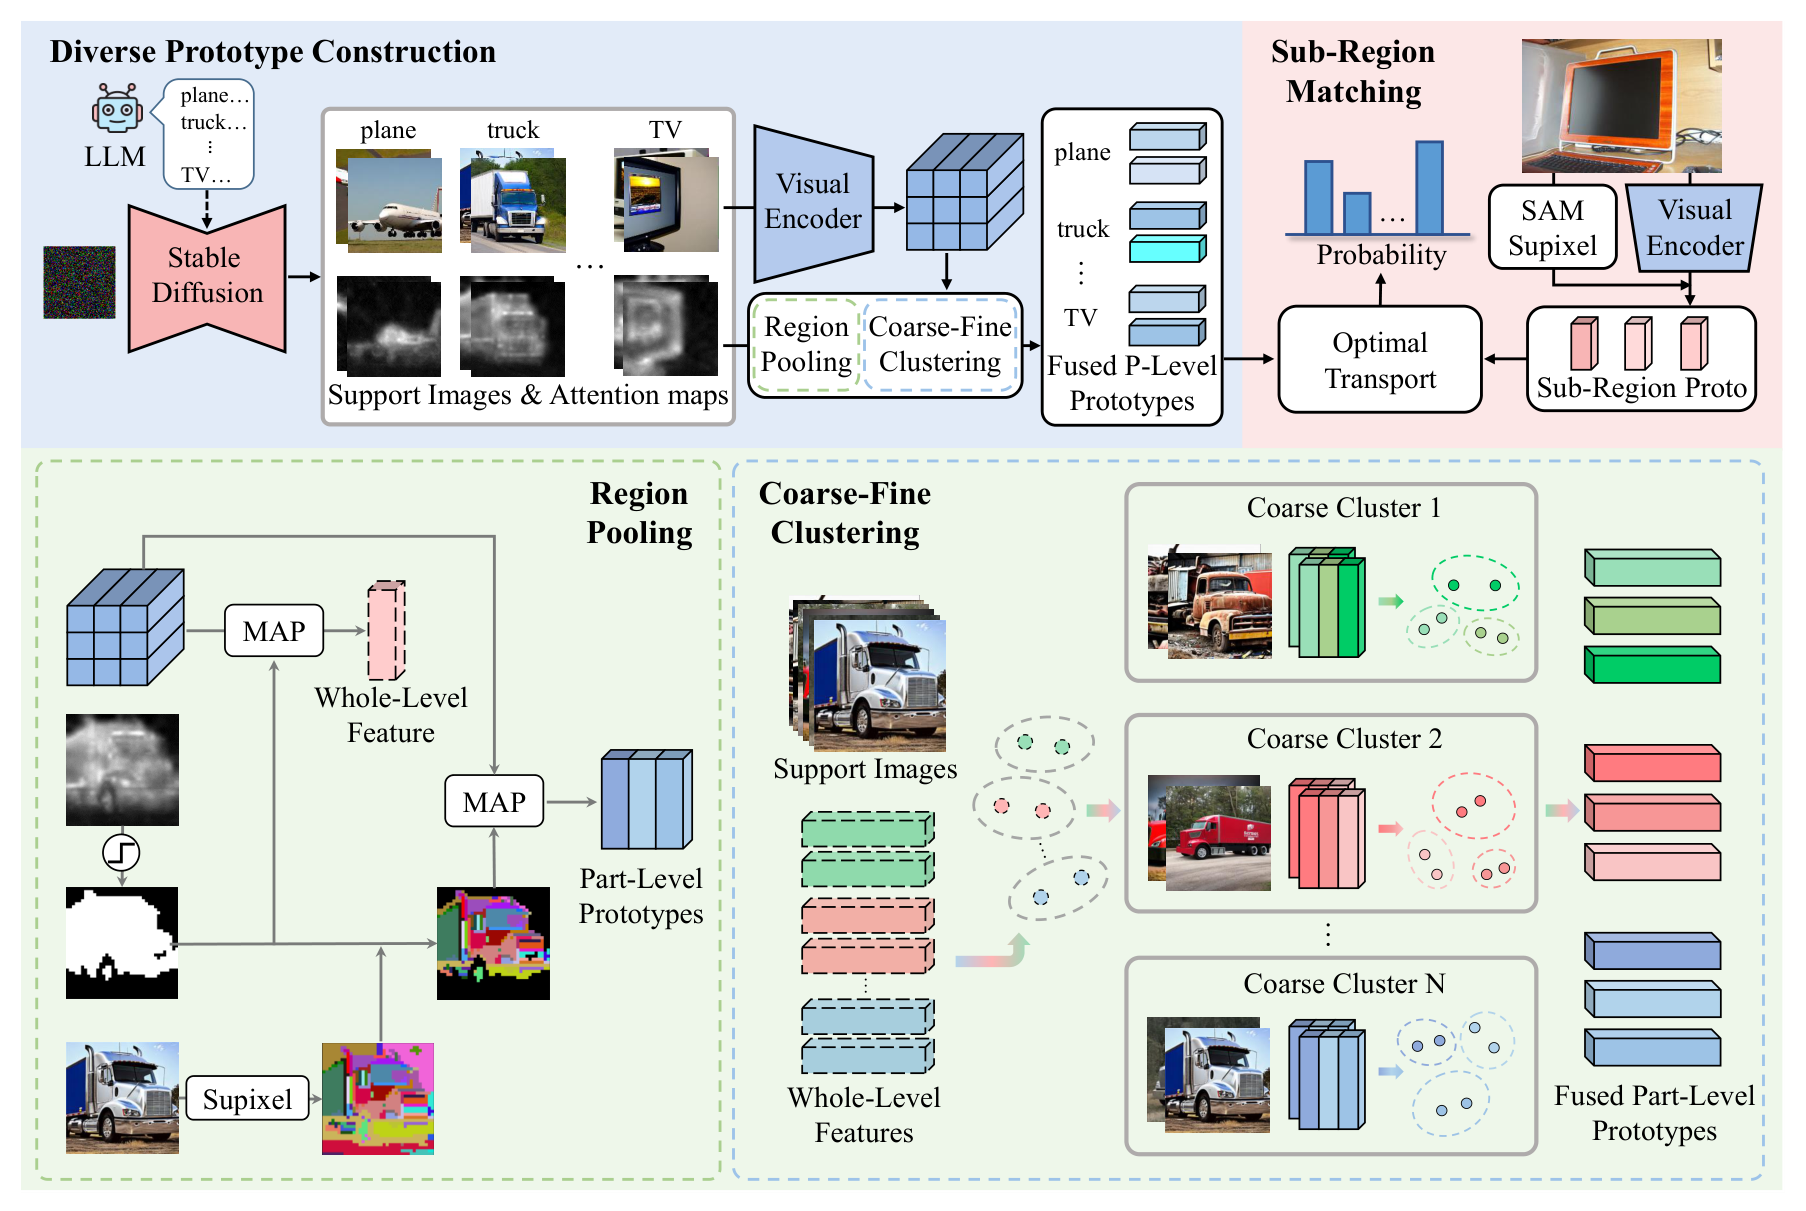 Diverse Prototype Construction
plane...
truck...
⋮
TV...
LLM
Stable
Diffusion
plane
truck
TV
...
Support Images & Attention maps
Visual
Encoder
Region
Pooling
Coarse-Fine
Clustering
plane
truck
⋮
TV
Fused P-Level
Prototypes
Sub-Region
Matching
...
Probability
SAM
Supixel
Visual
Encoder
Optimal
Transport
Sub-Region Proto
Region
Pooling
MAP
Whole-Level
Feature
MAP
Part-Level
Prototypes
Supixel
Coarse-Fine
Clustering
Support Images
Whole-Level
Features
Coarse Cluster 1
Coarse Cluster 2
⋮
Coarse Cluster N
Fused Part-Level
Prototypes